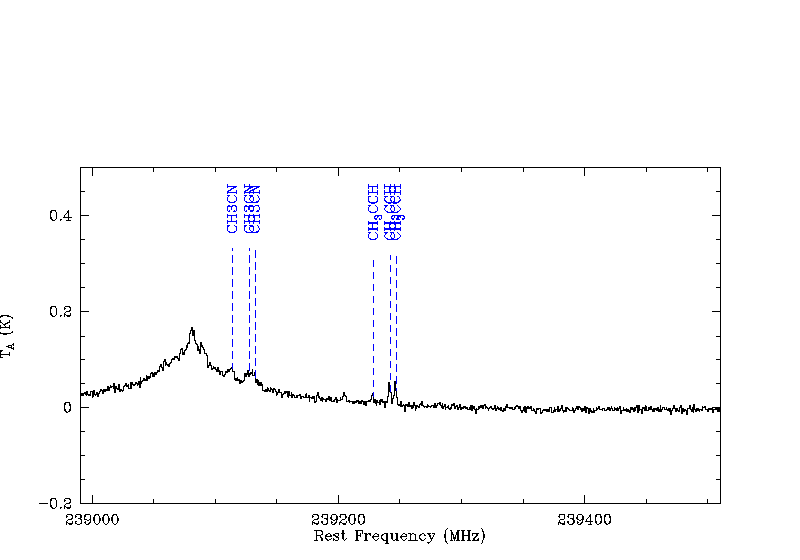 CH3CN
CH3CN
CH3CN
CH₃CCH
CH₃CCH
CH₃CCH
0.4
0.2
0
−0.2
T_A (K)
239000
239200
239400
Rest Frequency (MHz)